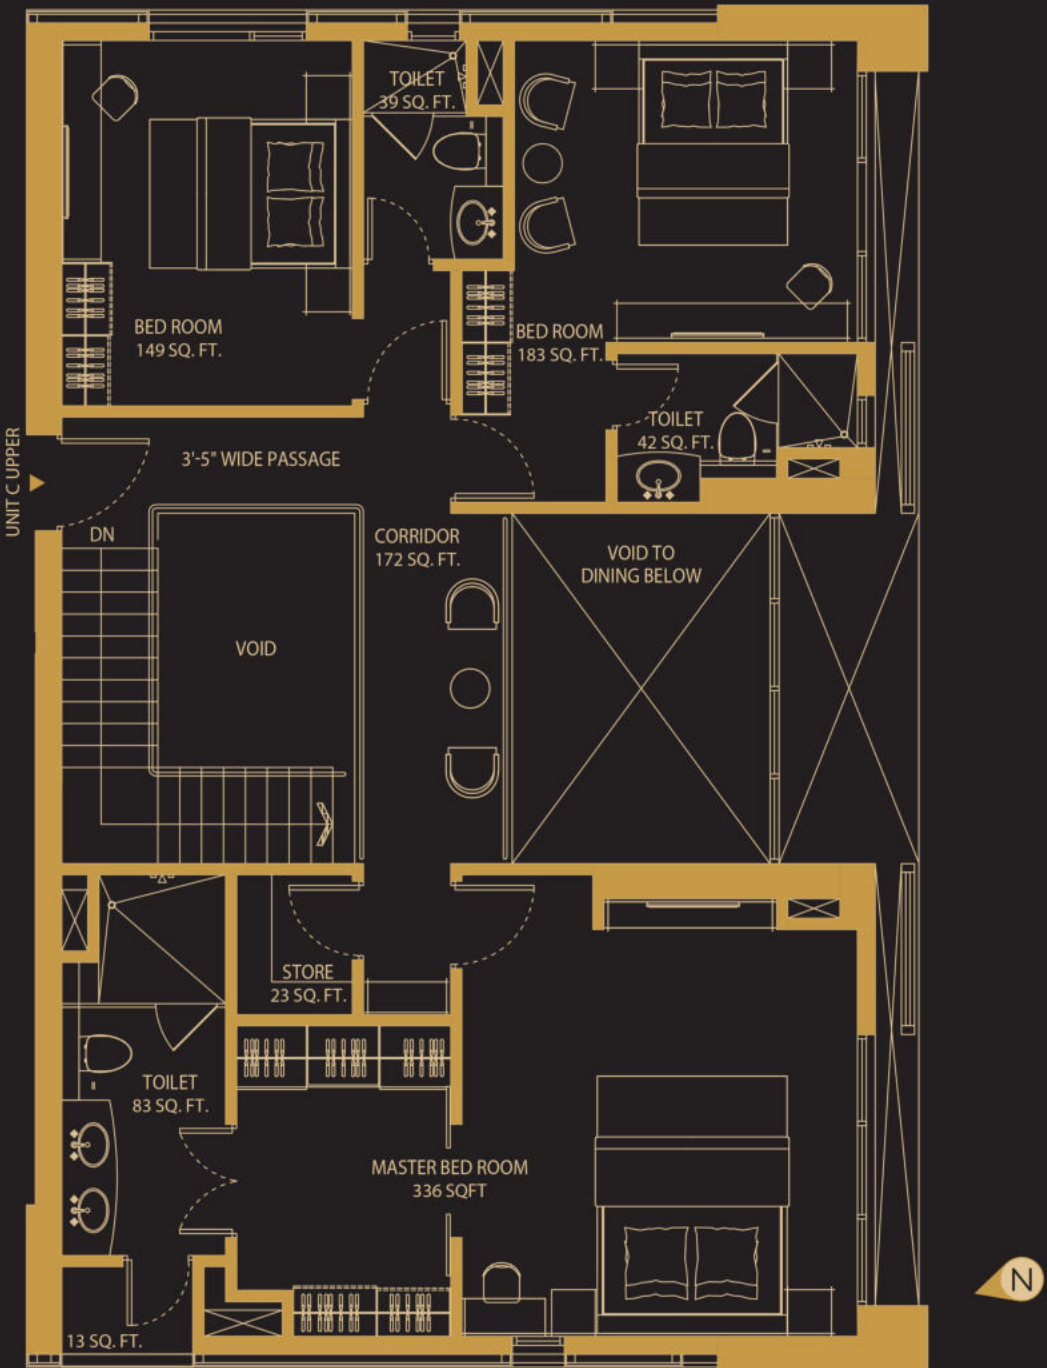 TOILET
39 SQ. FT.
BED ROOM
149 SQ. FT.
BED ROOM
183 SQ. FT.
TOILET
42 SQ. FT.
UNIT C UPPER
3'-5" WIDE PASSAGE
DN
CORRIDOR
172 SQ. FT.
VOID TO
DINING BELOW
VOID
STORE
23 SQ. FT.
TOILET
83 SQ. FT.
MASTER BED ROOM
336 SQFT
N
13 SQ. FT.